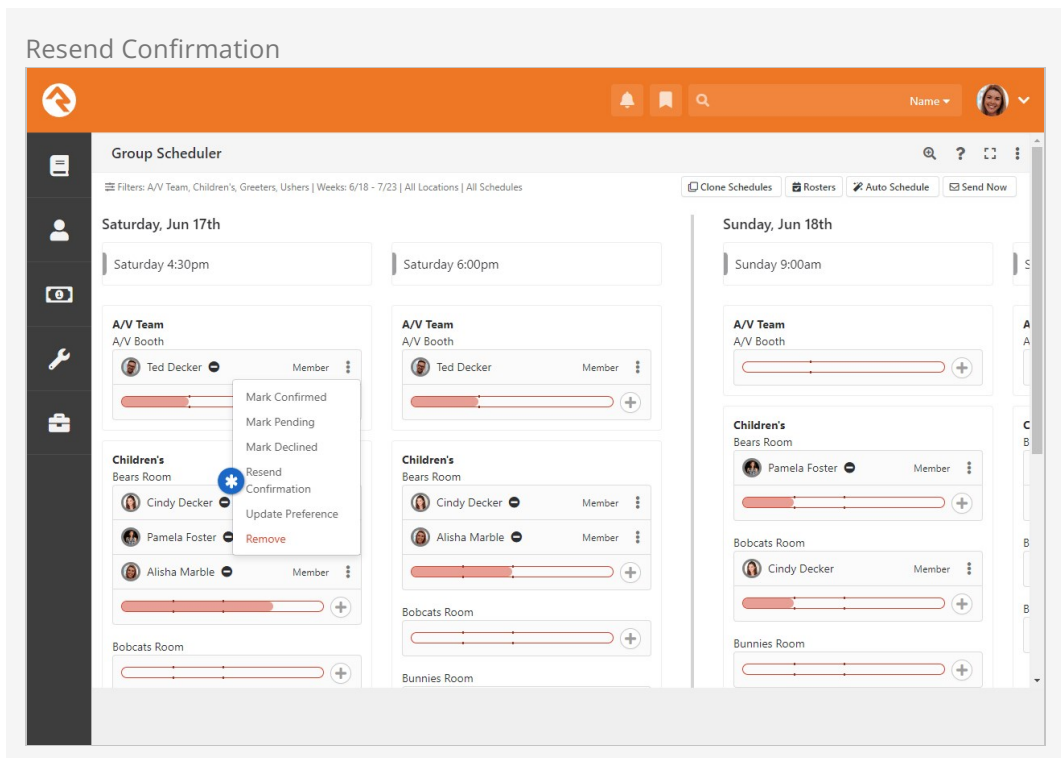 Resend Confirmation
Name
Group Scheduler
Filters: A/V Team, Children's, Greeters, Ushers | Weeks: 6/18 - 7/23 | All Locations | All Schedules
Clone Schedules
Rosters
Auto Schedule
Send Now
Saturday, Jun 17th
Saturday 4:30pm
A/V Team
A/V Booth
Ted Decker
Member
Mark Confirmed
Mark Pending
Mark Declined
Resend
Confirmation
Update Preference
Remove
Children's
Bears Room
Cindy Decker
Pamela Foster
Alisha Marble
Member
Bobcats Room
Saturday 6:00pm
A/V Team
A/V Booth
Ted Decker
Member
Children's
Bears Room
Cindy Decker
Member
Alisha Marble
Member
Bobcats Room
Bunnies Room
Sunday, Jun 18th
Sunday 9:00am
A/V Team
A/V Booth
Children's
Bears Room
Pamela Foster
Member
Bobcats Room
Cindy Decker
Member
Bunnies Room